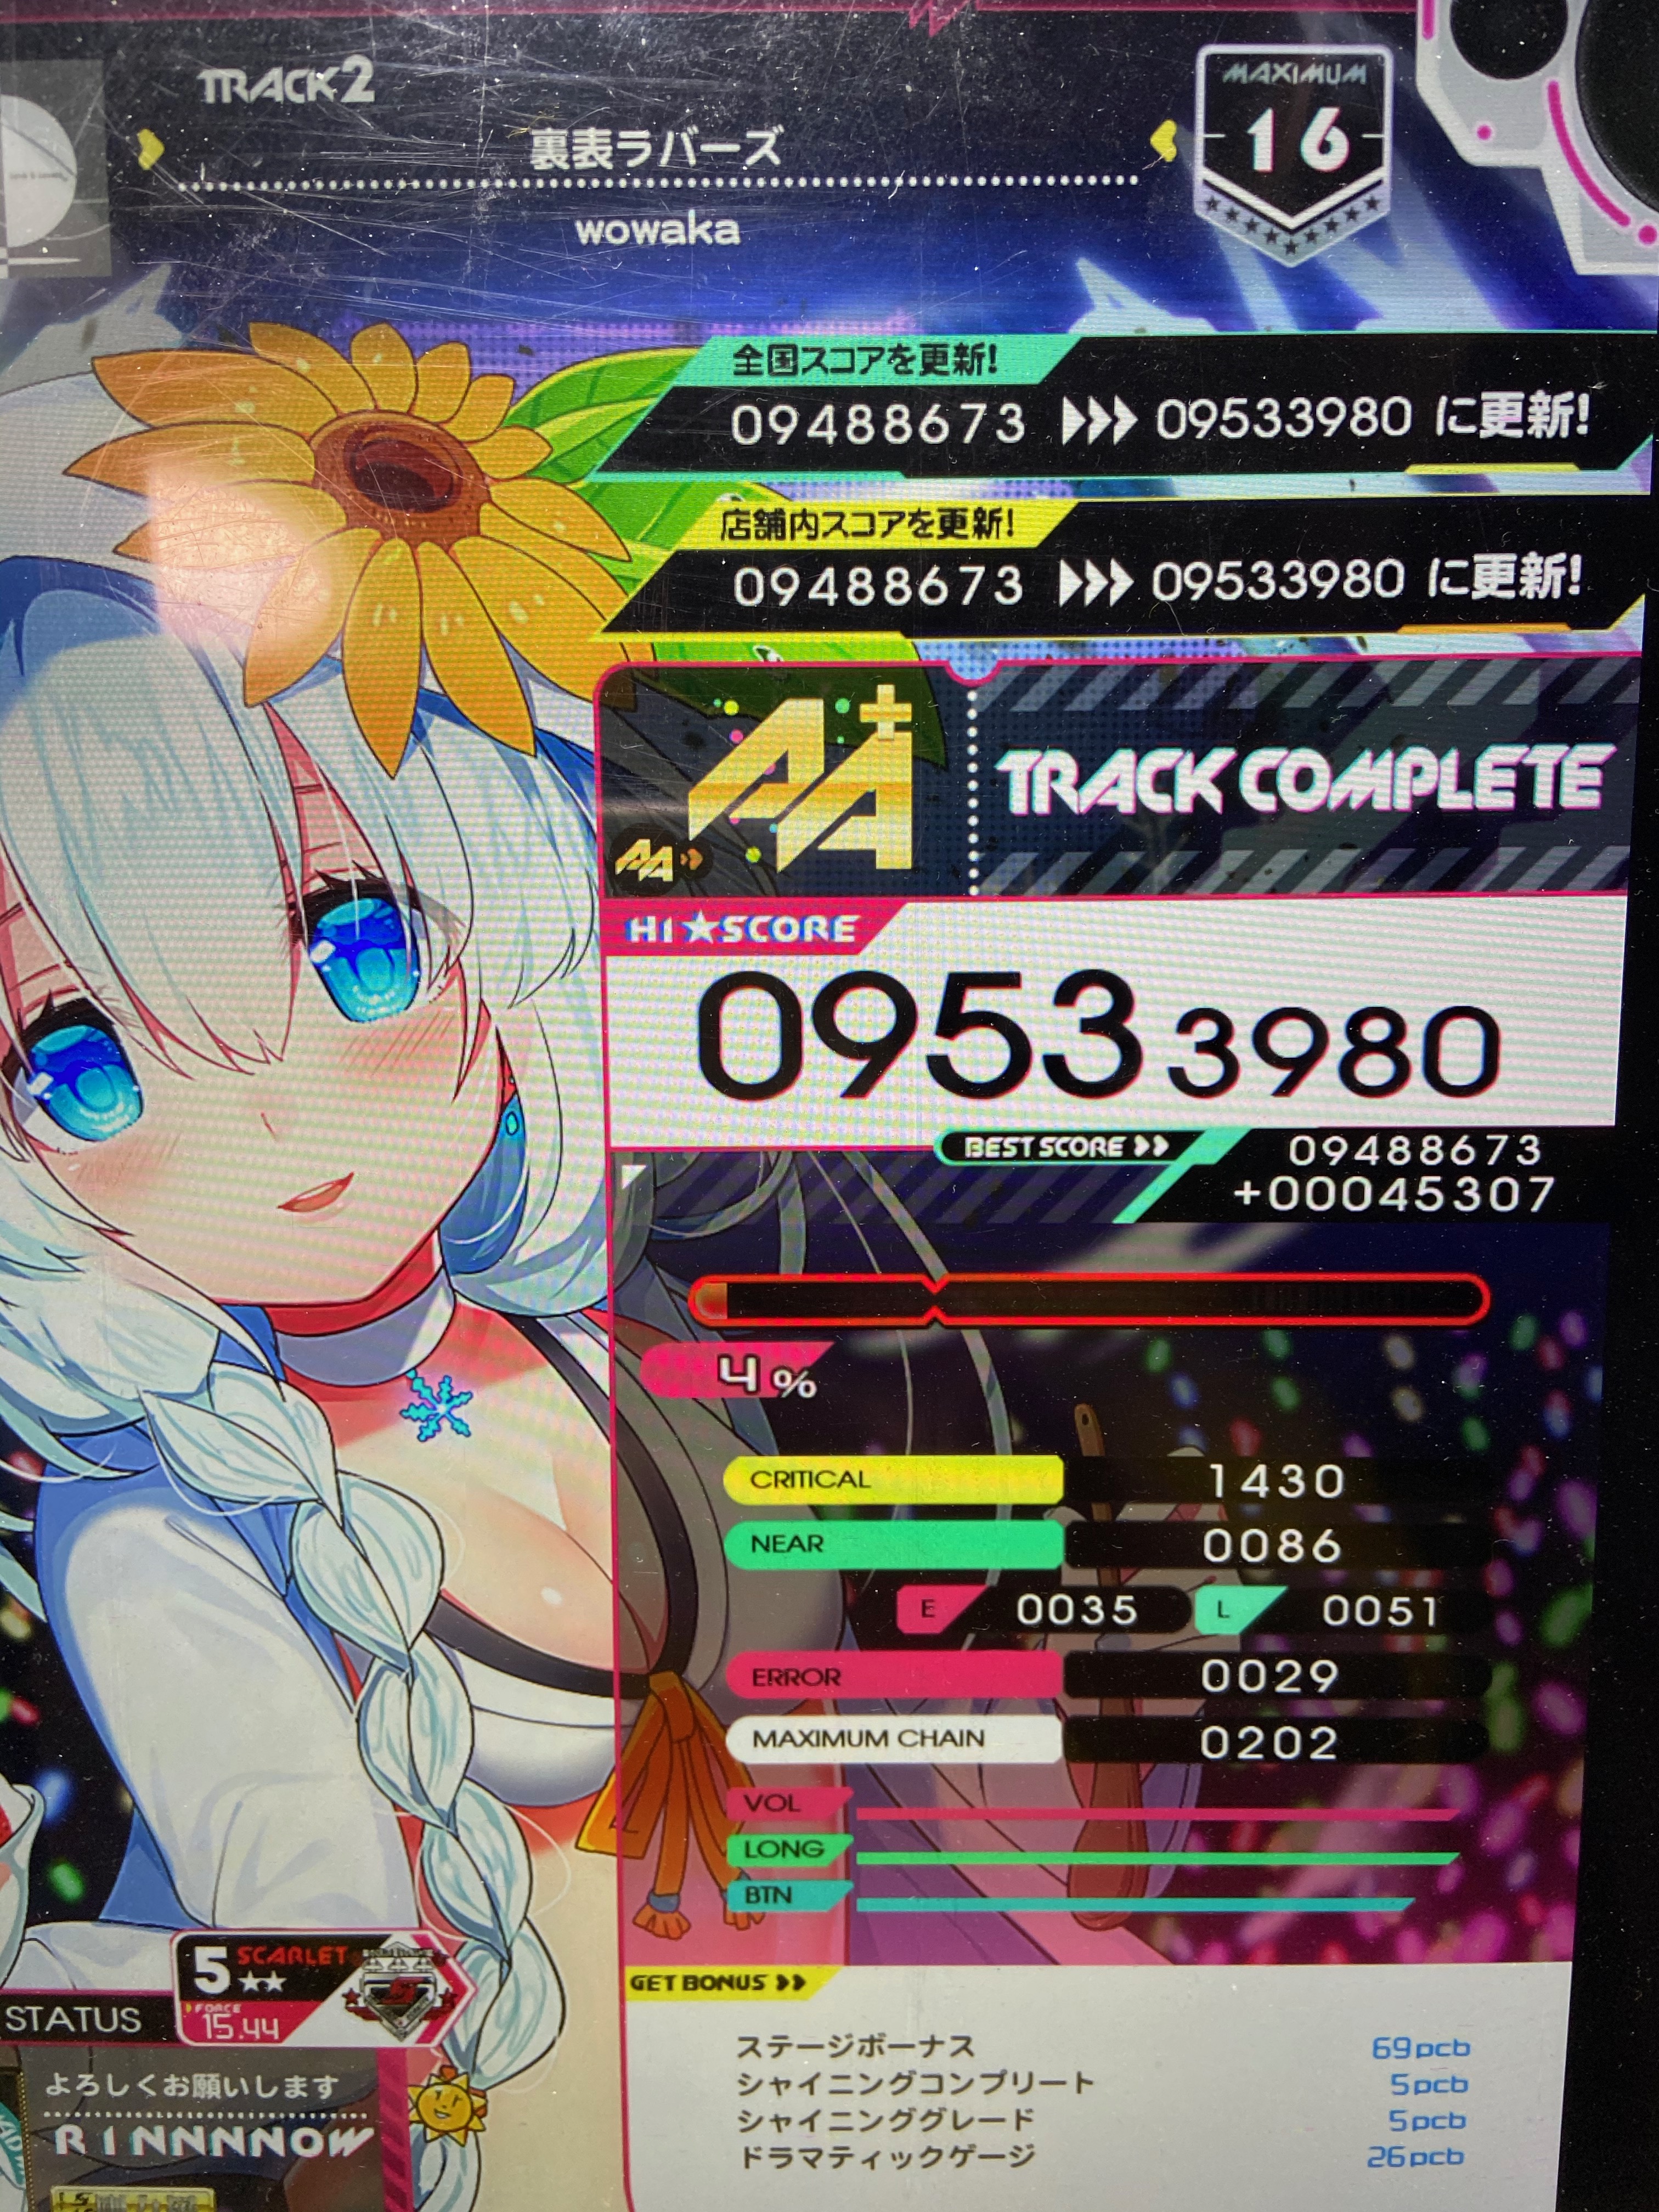 TRACK2
MAXIMUM
16
裏表ラバーズ
wowaka
全国スコアを更新!
09488673 09533980 に更新!
店舗内スコアを更新!
09488673 09533980 に更新!
AA+
AA
TRACK COMPLETE
HI★SCORE
09533980
BEST SCORE 09488673
+00045307
4%
CRITICAL 1430
NEAR 0086
E 0035 L 0051
ERROR 0029
MAXIMUM CHAIN 0202
VOL
LONG
BTN
GET BONUS
ステージボーナス 69pcb
シャイニングコンプリート 5pcb
シャイニンググレード 5pcb
ドラマティックゲージ 26pcb
STATUS
5 SCARLET
★★
FORCE
15.44
よろしくお願いします
RINNNNOW